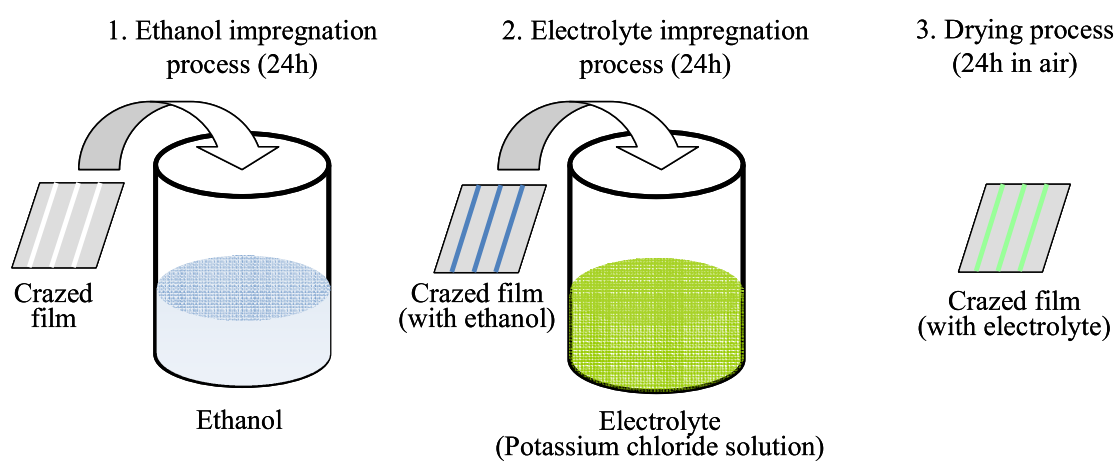 1. Ethanol impregnation
process (24h)
2. Electrolyte impregnation
process (24h)
3. Drying process
(24h in air)
Crazed
film
Ethanol
Crazed film
(with ethanol)
Electrolyte
(Potassium chloride solution)
Crazed film
(with electrolyte)